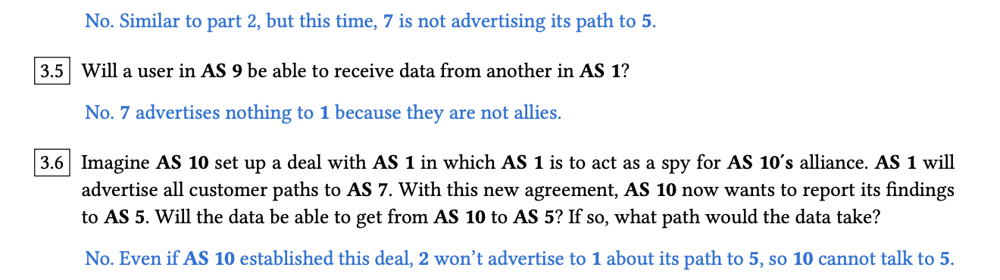 No. Similar to part 2, but this time, 7 is not advertising its path to 5.
3.5 Will a user in AS 9 be able to receive data from another in AS 1?
No. 7 advertises nothing to 1 because they are not allies.
3.6 Imagine AS 10 set up a deal with AS 1 in which AS 1 is to act as a spy for AS 10′s alliance. AS 1 will
advertise all customer paths to AS 7. With this new agreement, AS 10 now wants to report its findings
to AS 5. Will the data be able to get from AS 10 to AS 5? If so, what path would the data take?
No. Even if AS 10 established this deal, 2 won’t advertise to 1 about its path to 5, so 10 cannot talk to 5.